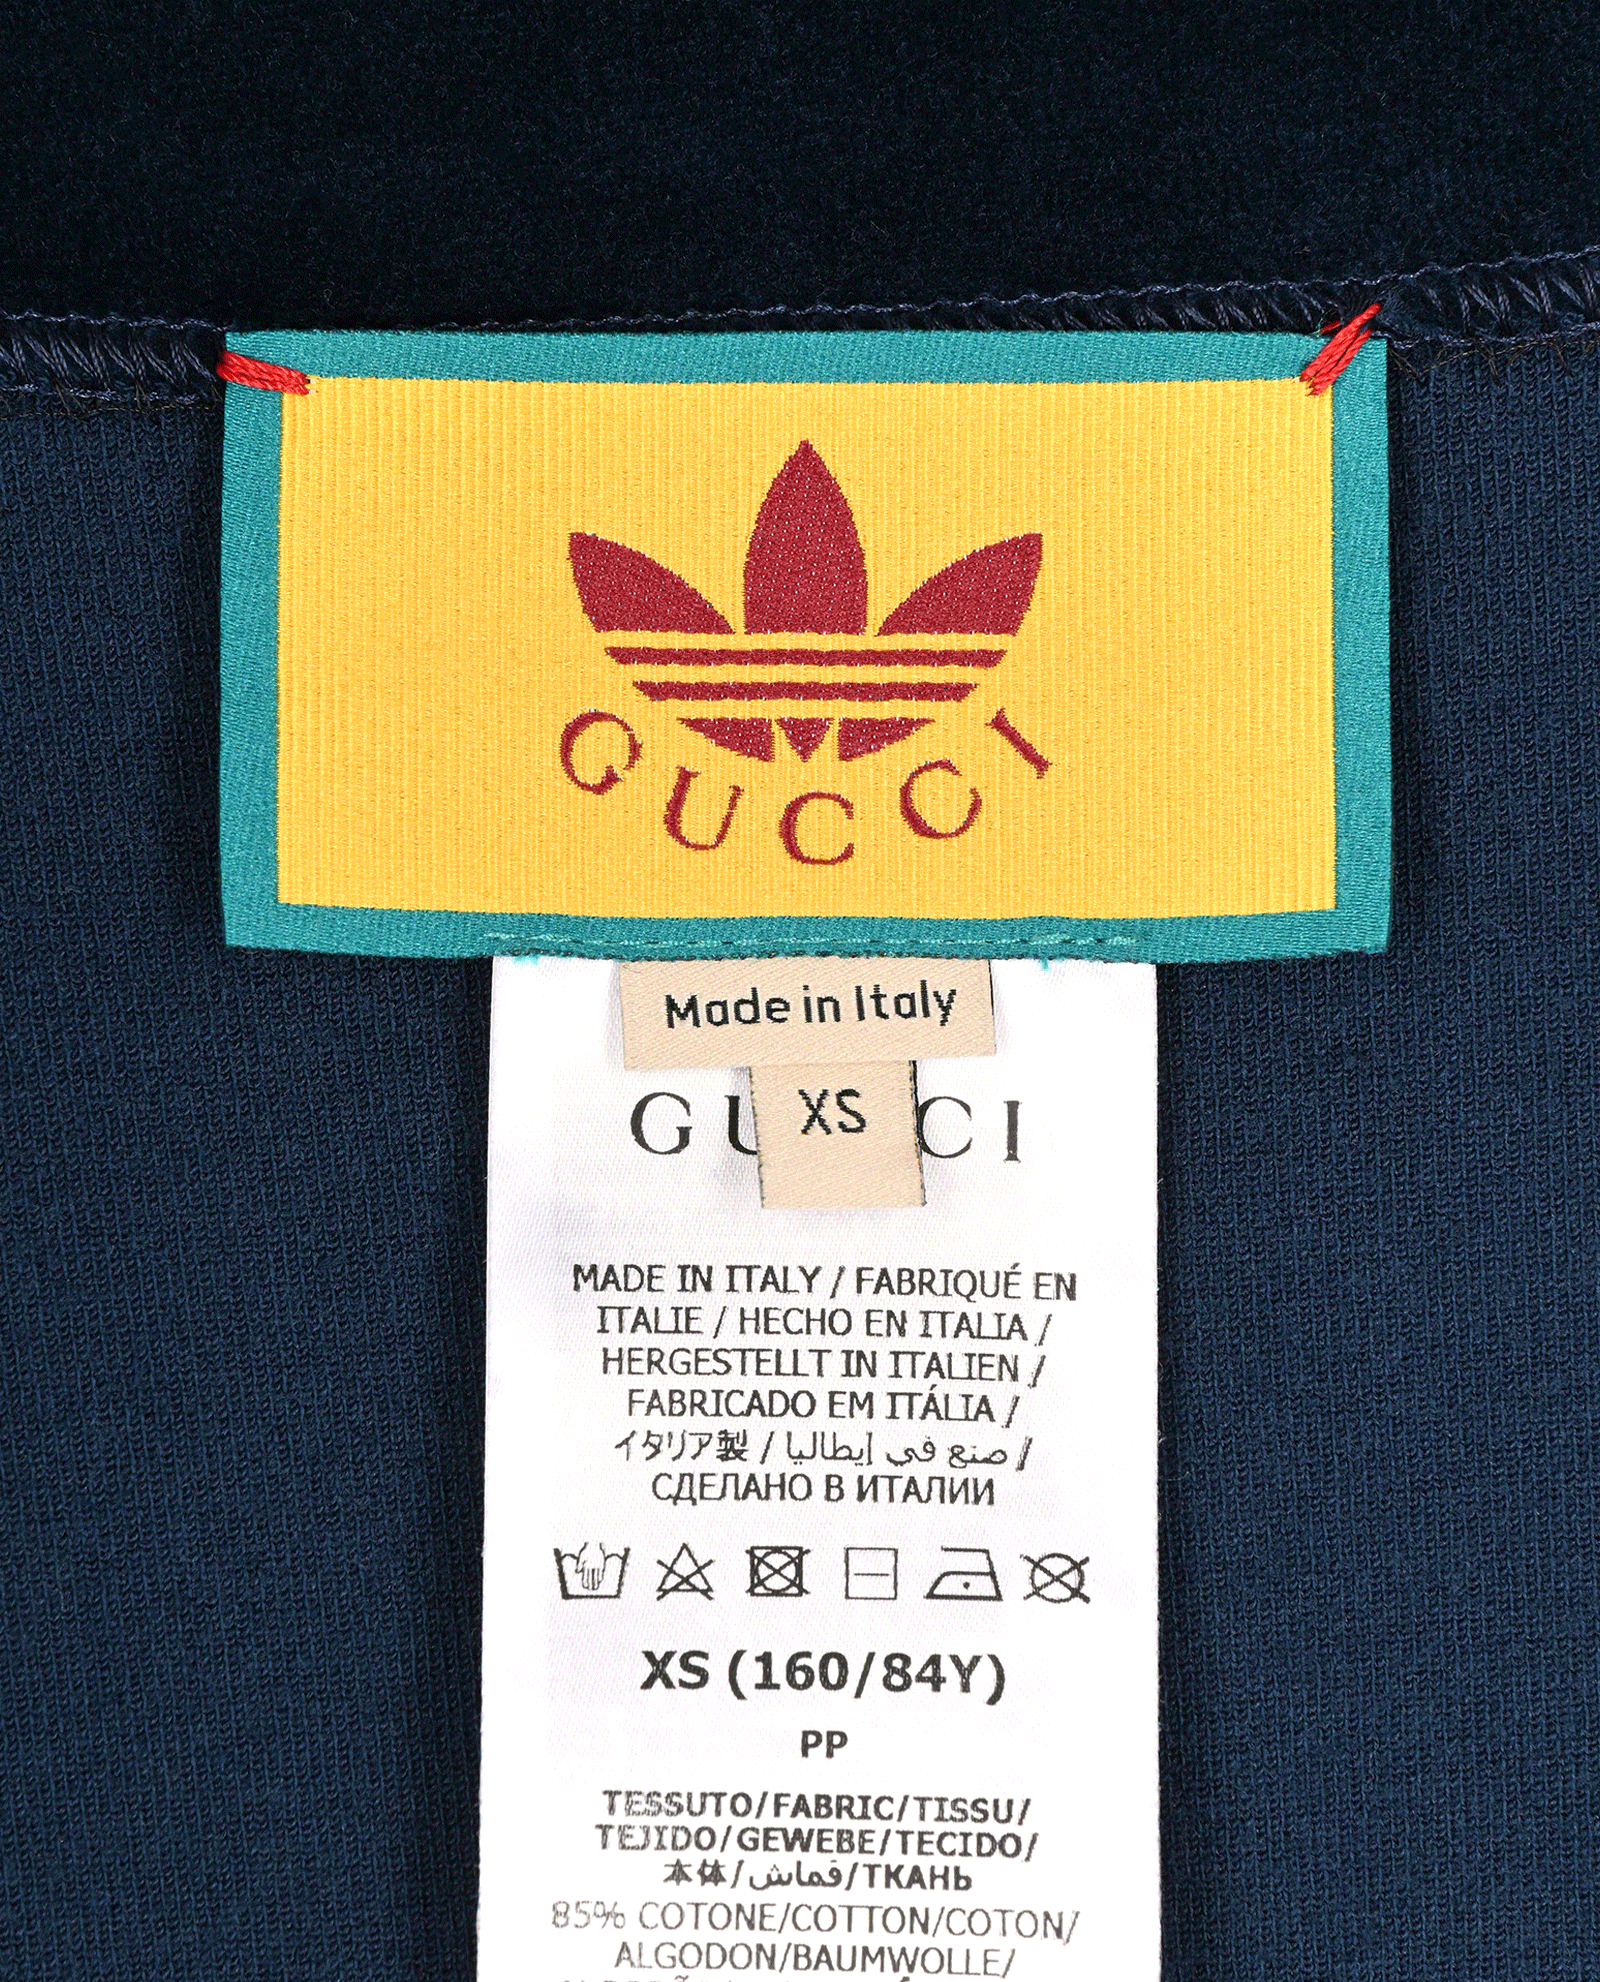 GUCCI
Made in Italy
XS
GU CI
MADE IN ITALY / FABRIQUÉ EN
ITALIE / HECHO EN ITALIA /
HERGESTELLT IN ITALIEN /
FABRICADO EM ITÁLIA /
イタリア製 / صنع في إيطاليا /
СДЕЛАНО В ИТАЛИИ
XS (160/84Y)
PP
TESSUTO/FABRIC/TISSU/
TEJIDO/GEWEBE/TECIDO/
本体/قماش/ТКАНЬ
85% COTONE/COTTON/COTON/
ALGODON/BAUMWOLLE/